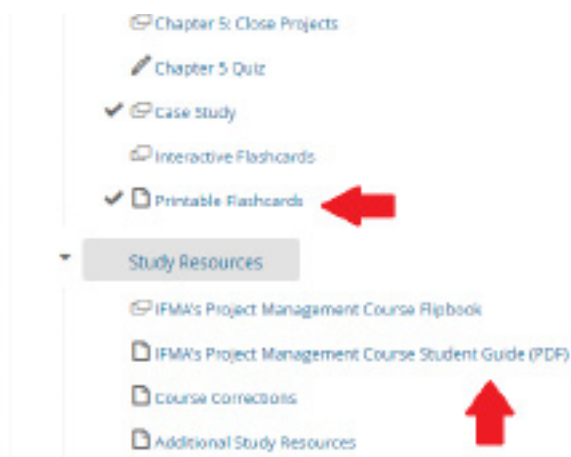 Chapter 5: Close Projects
Chapter 5 Quiz
Case Study
Interactive Flashcards
Printable Flashcards
Study Resources
IFMA's Project Management Course Flipbook
IFMA's Project Management Course Student Guide (PDF)
Course Corrections
Additional Study Resources